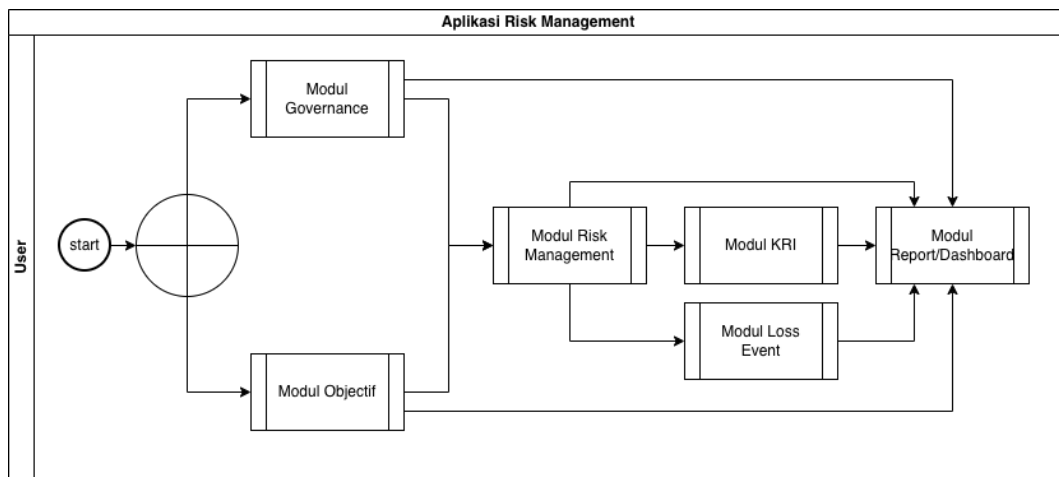 Aplikasi Risk Management
User
start
Modul
Governance
Modul Objectif
Modul Risk
Management
Modul KRI
Modul Loss
Event
Modul
Report/Dashboard